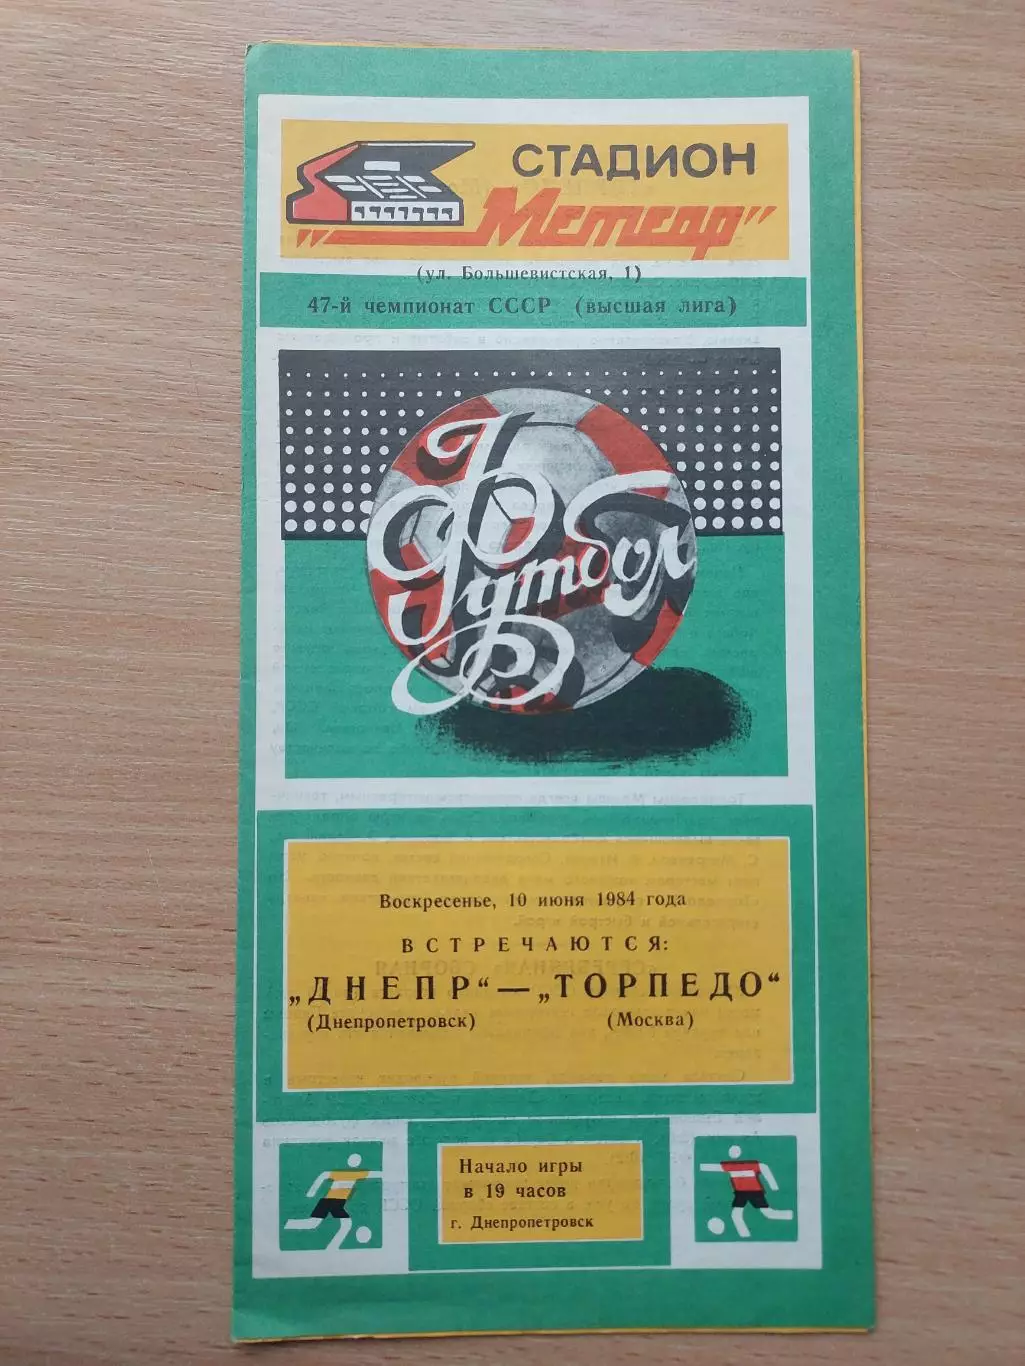 СТАДИОН
„Метеор"
(ул. Большевистская, 1)
47-й чемпионат СССР (высшая лига)
Футбол
Воскресенье, 10 июня 1984 года
ВСТРЕЧАЮТСЯ:
„ДНЕПР“ — „ТОРПЕДО“
(Днепропетровск) (Москва)
Начало игры
в 19 часов
г. Днепропетровск